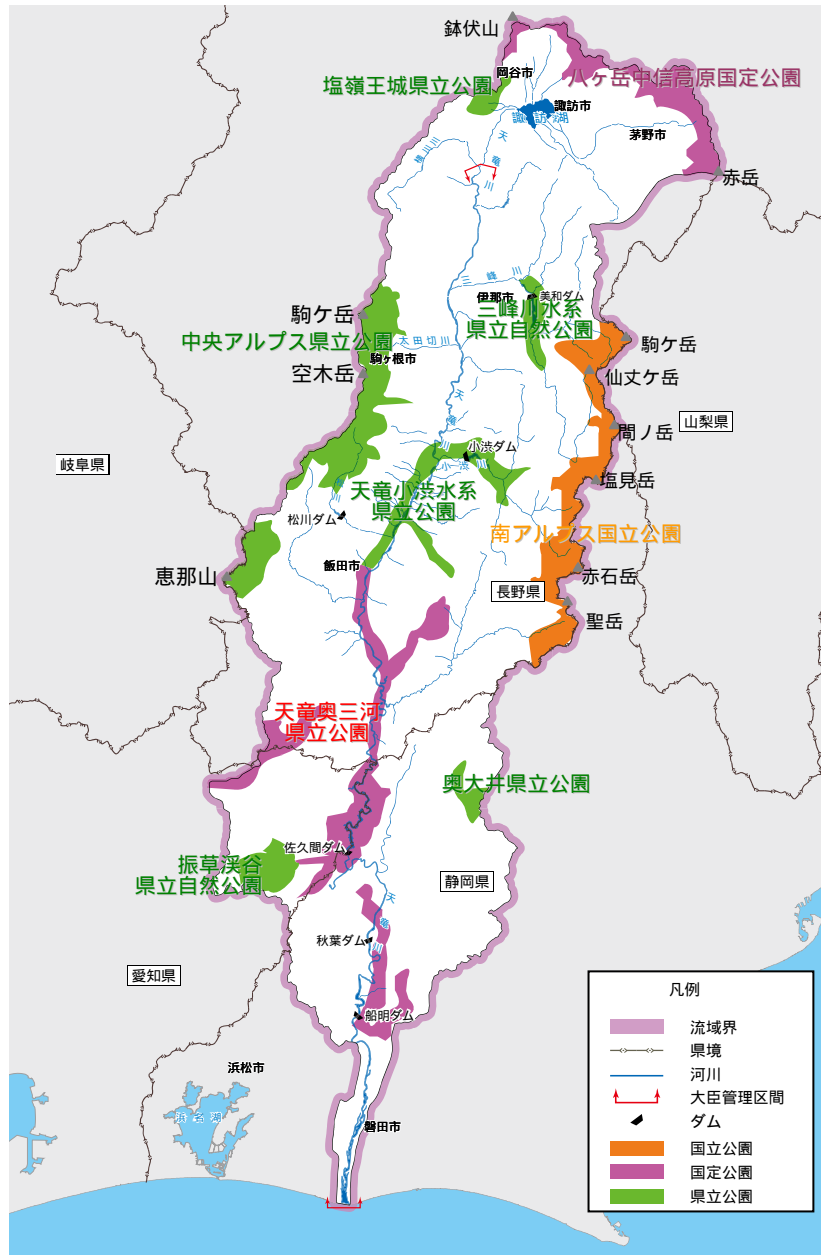 鉢伏山
岡谷市
塩嶺王城県立公園
八ヶ岳中信高原国定公園
諏訪市
諏訪湖
茅野市
天竜川
横川川
赤岳
三峰川
伊那市
美和ダム
三峰川水系
県立自然公園
駒ケ岳
中央アルプス県立公園
太田切川
駒ヶ根市
空木岳
駒ケ岳
仙丈ケ岳
山梨県
間ノ岳
天竜川
小渋ダム
小渋川
岐阜県
塩見岳
天竜小渋水系
県立公園
松川ダム
南アルプス国立公園
飯田市
恵那山
赤石岳
長野県
聖岳
天竜奥三河
県立公園
奥大井県立公園
佐久間ダム
振草渓谷
県立自然公園
静岡県
天竜川
秋葉ダム
愛知県
船明ダム
浜松市
浜名湖
磐田市
凡例
流域界
県境
河川
大臣管理区間
ダム
国立公園
国定公園
県立公園